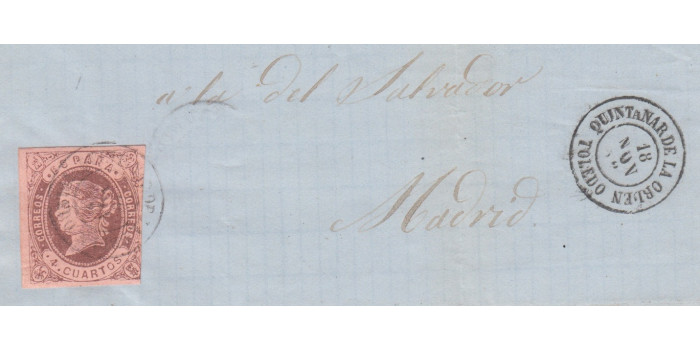 a la del Salvador
Madrid.
ESPAÑA
CORREOS
CORREOS
4 CUARTOS
QUINTANAR DE LA ORDEN
TOLEDO
18
NOV